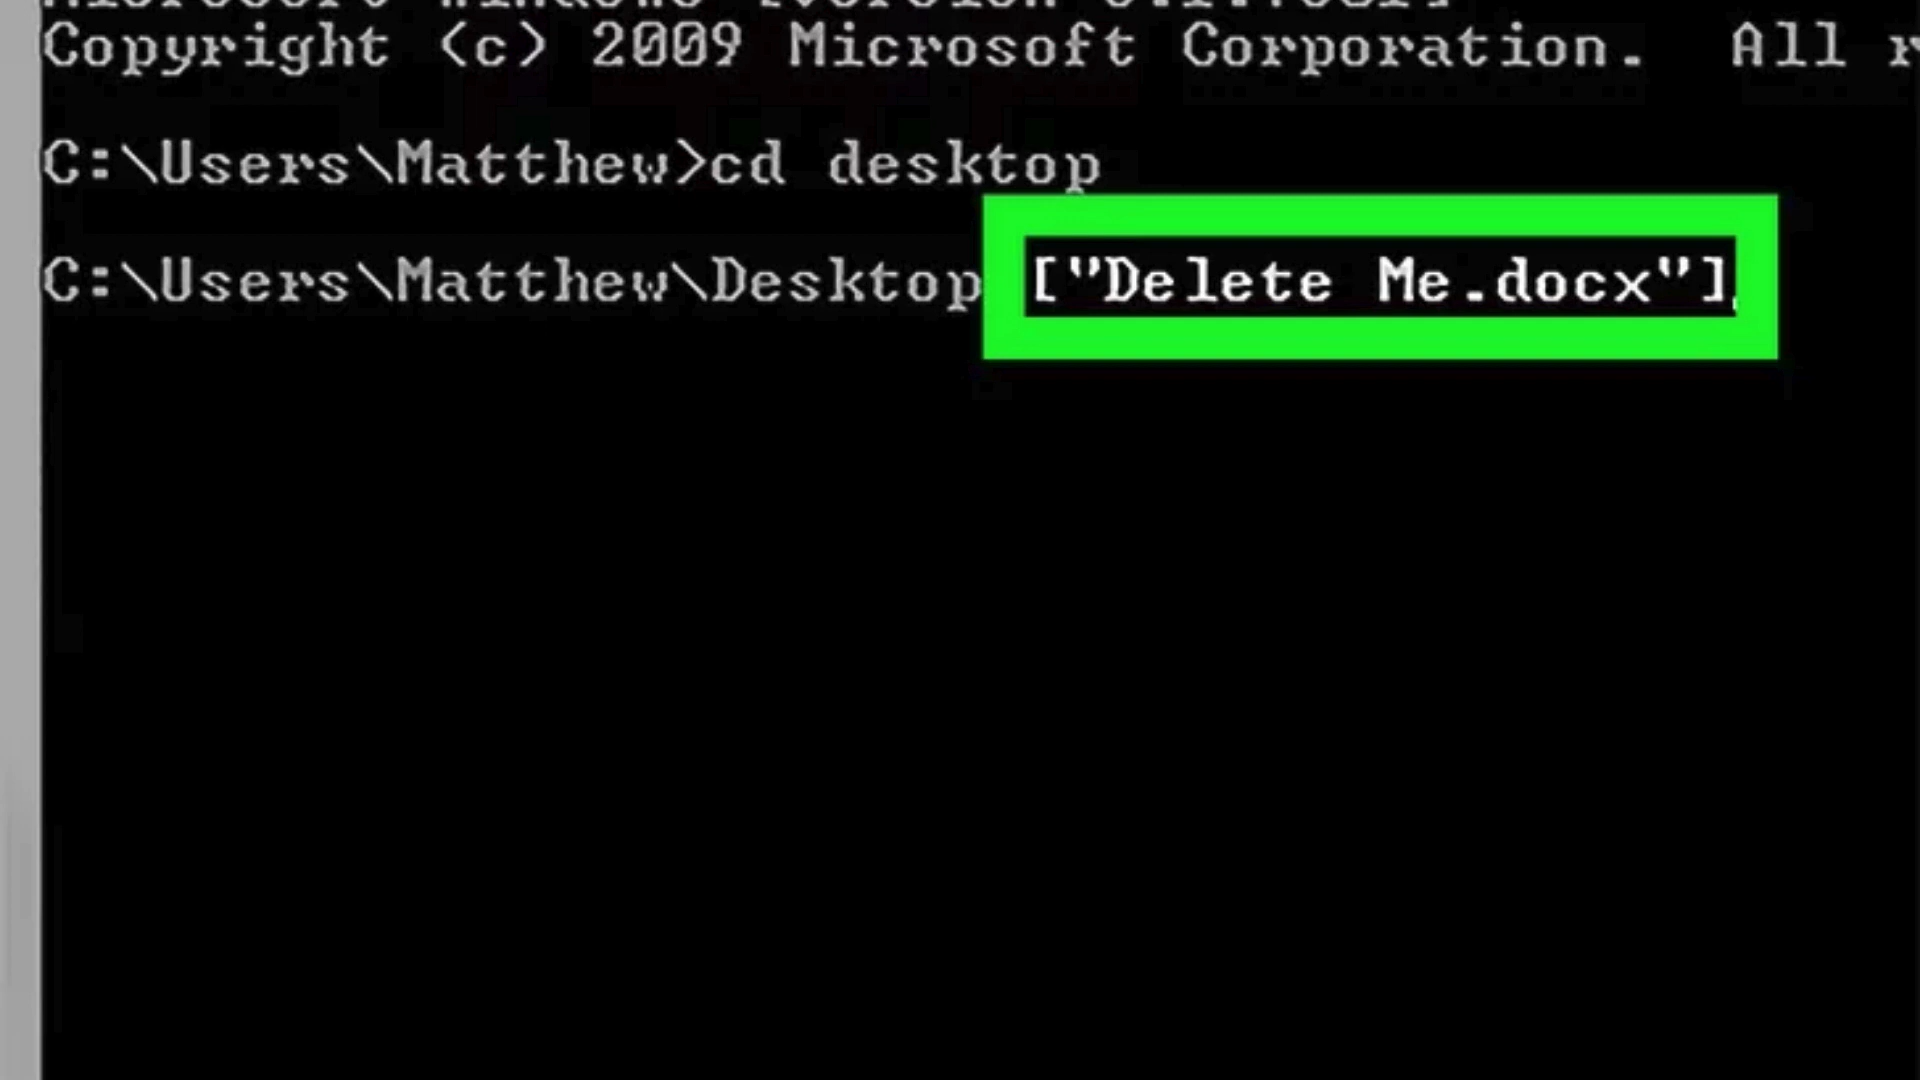 Copyright (c) 2009 Microsoft Corporation. All
C:\Users\Matthew>cd desktop
C:\Users\Matthew\Desktop ["Delete Me.docx"]